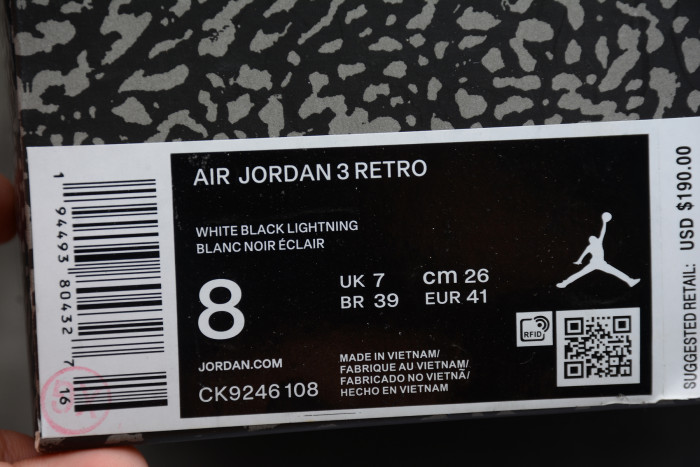 AIR JORDAN 3 RETRO
WHITE BLACK LIGHTNING
BLANC NOIR ÉCLAIR
8
UK 7 cm 26
BR 39 EUR 41
JORDAN.COM
CK9246 108
MADE IN VIETNAM/
FABRIQUE AU VIETNAM/
FABRICADO NO VIETNÃ/
HECHO EN VIETNAM
RFID
SUGGESTED RETAIL: USD $190.00
1 94493 80432 7
16